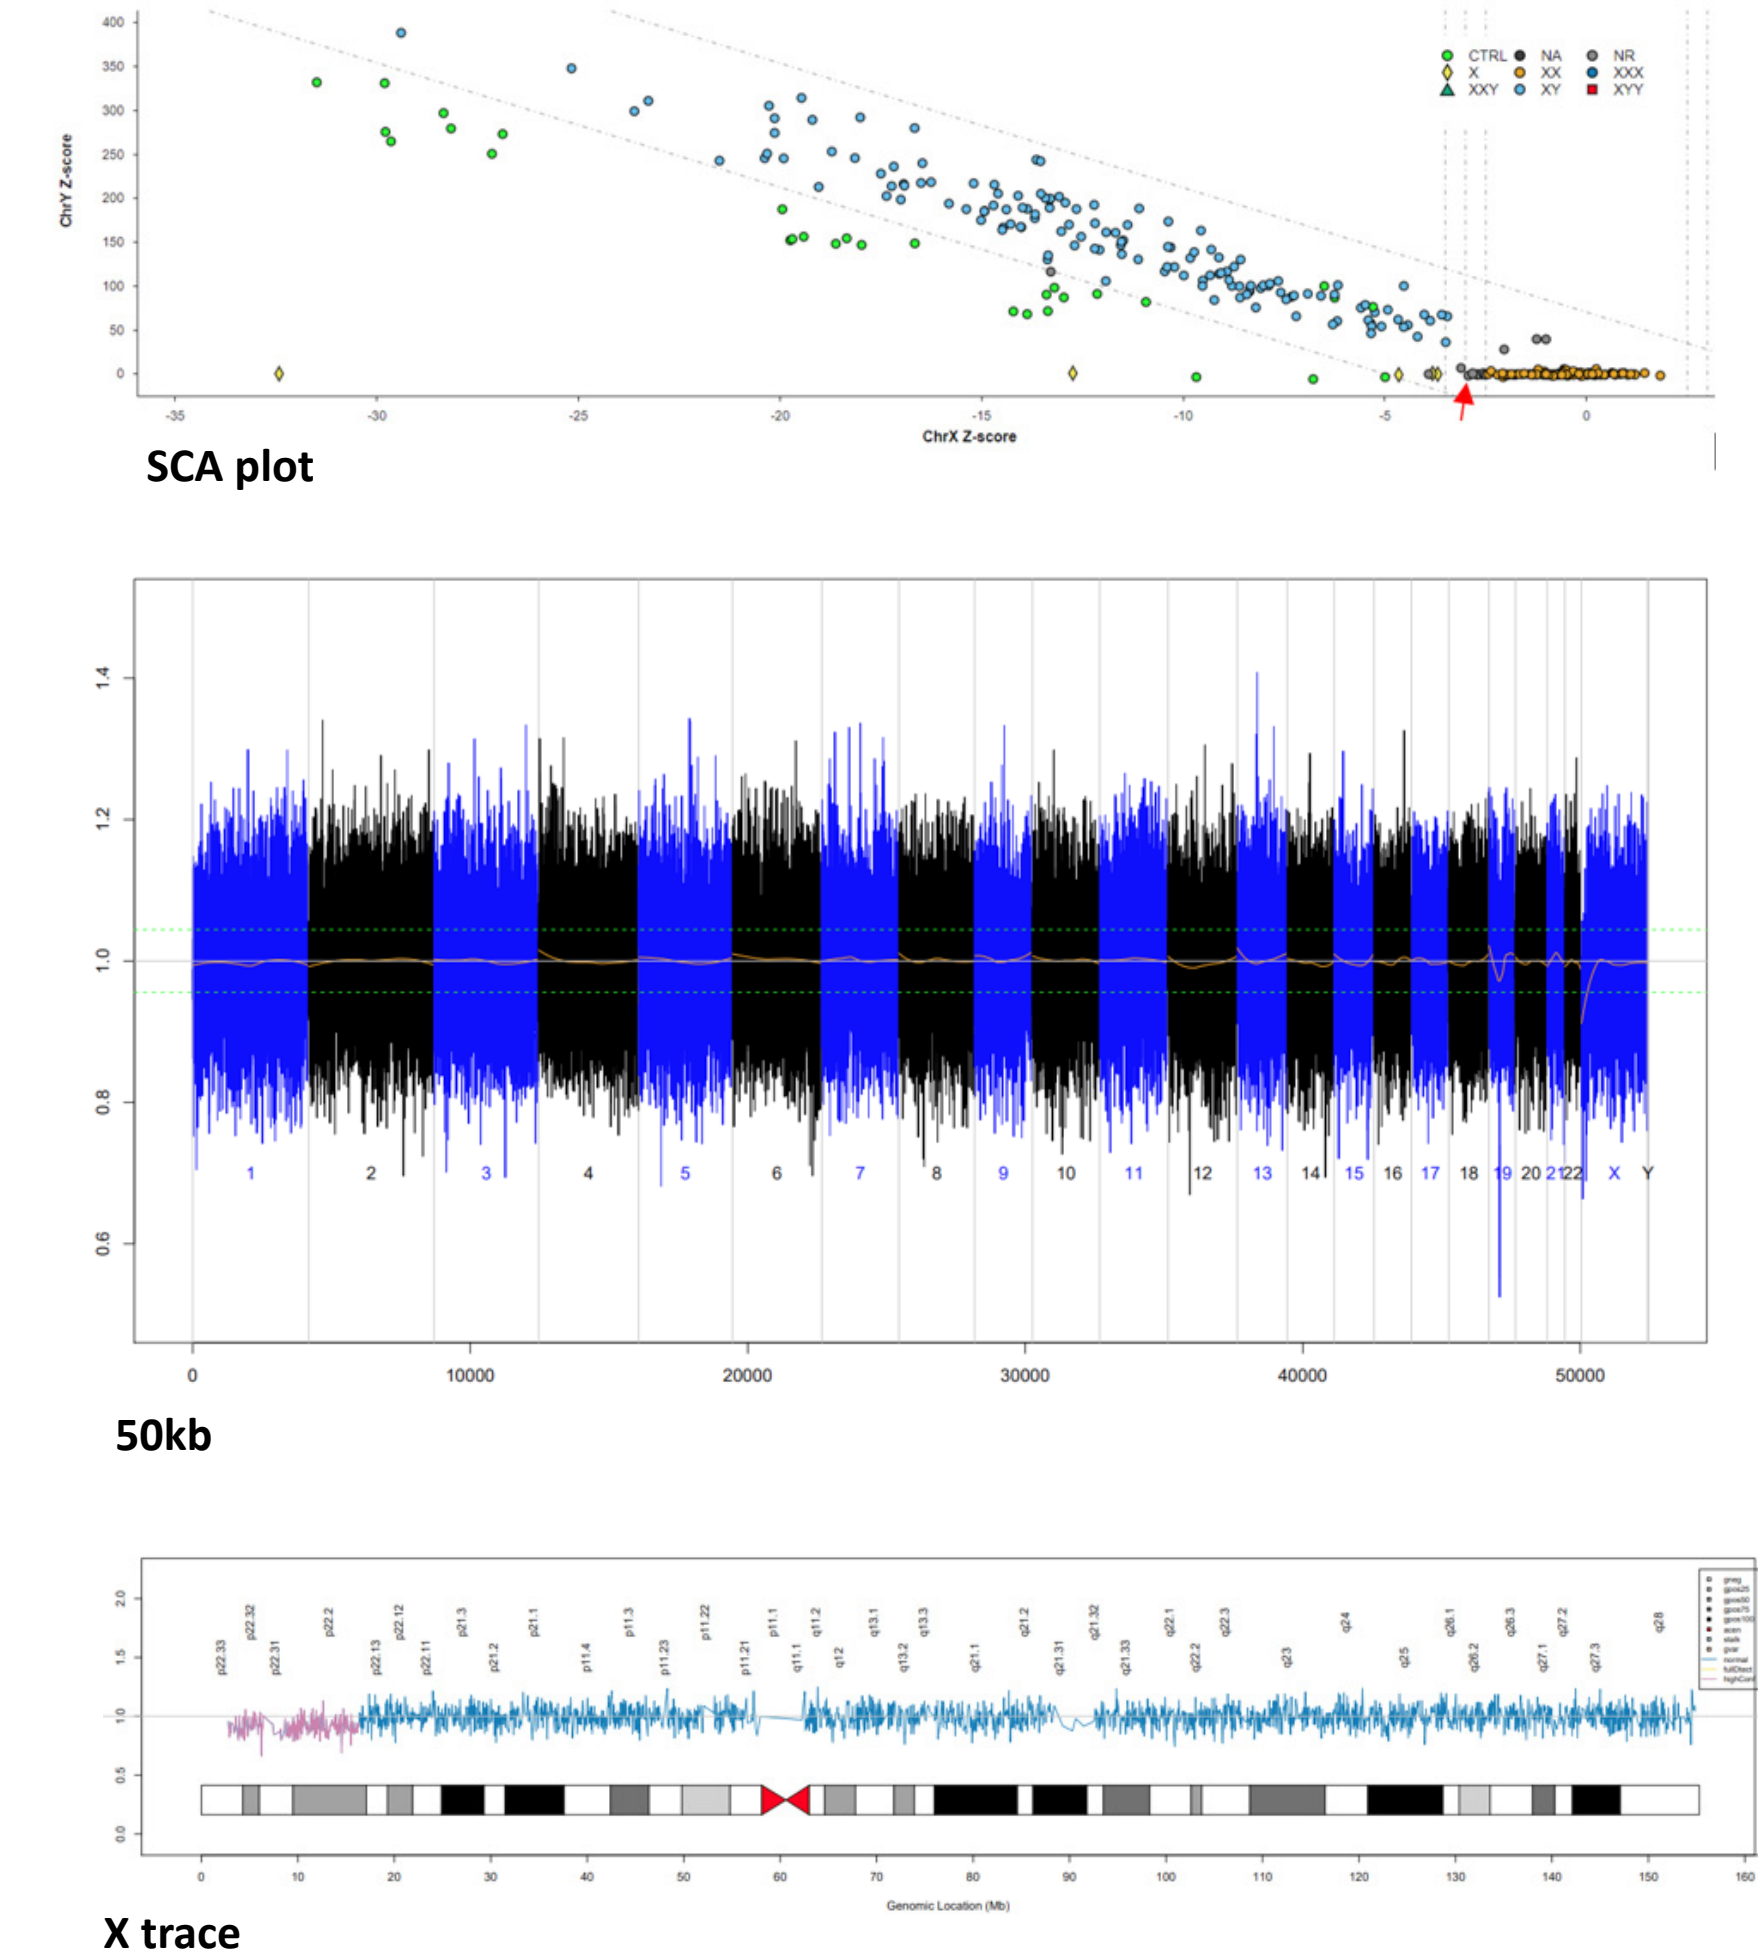 400
350
300
250
200
150
100
50
0
ChrY Z-score
CTRL NA NR
X XX XXX
XXY XY XYY
-35 -30 -25 -20 -15 -10 -5 0
ChrX Z-score
SCA plot
1.4
1.2
1.0
0.8
0.6
1 2 3 4 5 6 7 8 9 10 11 12 13 14 15 16 17 18 19 20 21 22 X Y
0 10000 20000 30000 40000 50000
50kb
2.0
1.5
1.0
0.5
0.0
p22.33 p22.32 p22.31 p22.2 p22.13 p22.12 p22.11 p21.3 p21.2 p21.1 p11.4 p11.3 p11.23 p11.22 p11.21 p11.1 q11.1 q11.2 q12 q13.1 q13.2 q13.3 q21.1 q21.2 q21.31 q21.32 q21.33 q22.1 q22.2 q22.3 q23 q24 q25 q26.1 q26.2 q26.3 q27.1 q27.2 q27.3 q28
gneg
gpos25
gpos50
gpos75
gpos100
acen
stalk
gvar
normal
0 10 20 30 40 50 60 70 80 90 100 110 120 130 140 150 160
Genomic Location (Mb)
X trace